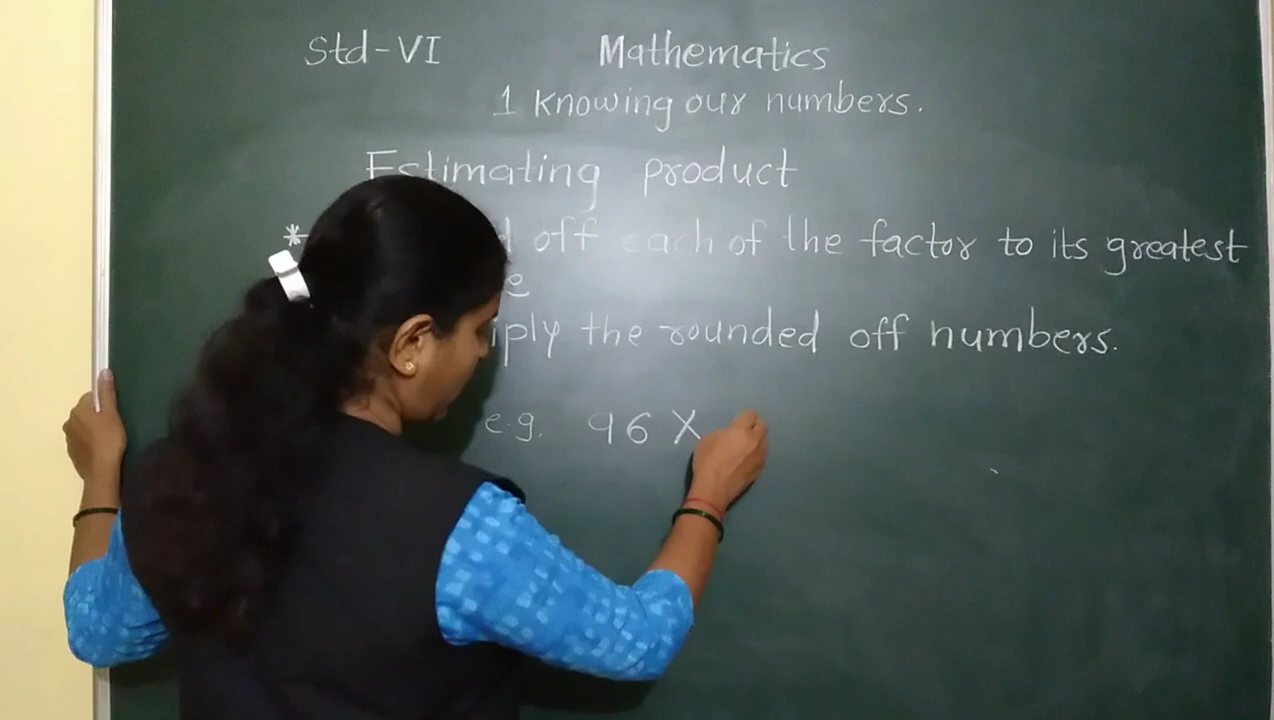 Std-VI Mathematics
1 Knowing our numbers.
Estimating product
* off each of the factor to its greatest
the rounded off numbers.
e.g. 96 X